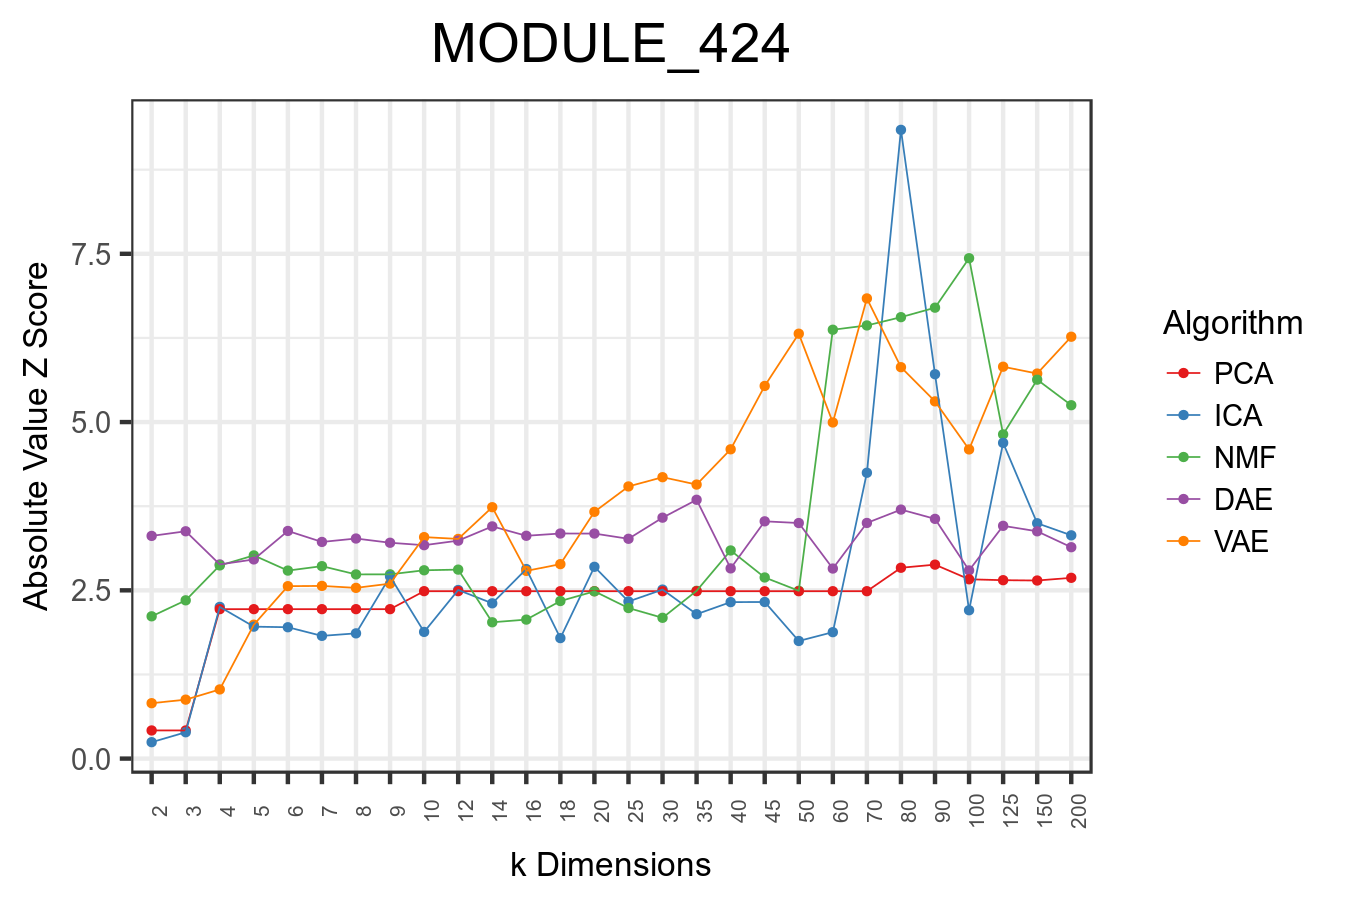 MODULE_424
Absolute Value Z Score
7.5
5.0
2.5
0.0
2 3 4 5 6 7 8 9 10 12 14 16 18 20 25 30 35 40 45 50 60 70 80 90 100 125 150 200
k Dimensions
Algorithm
PCA
ICA
NMF
DAE
VAE